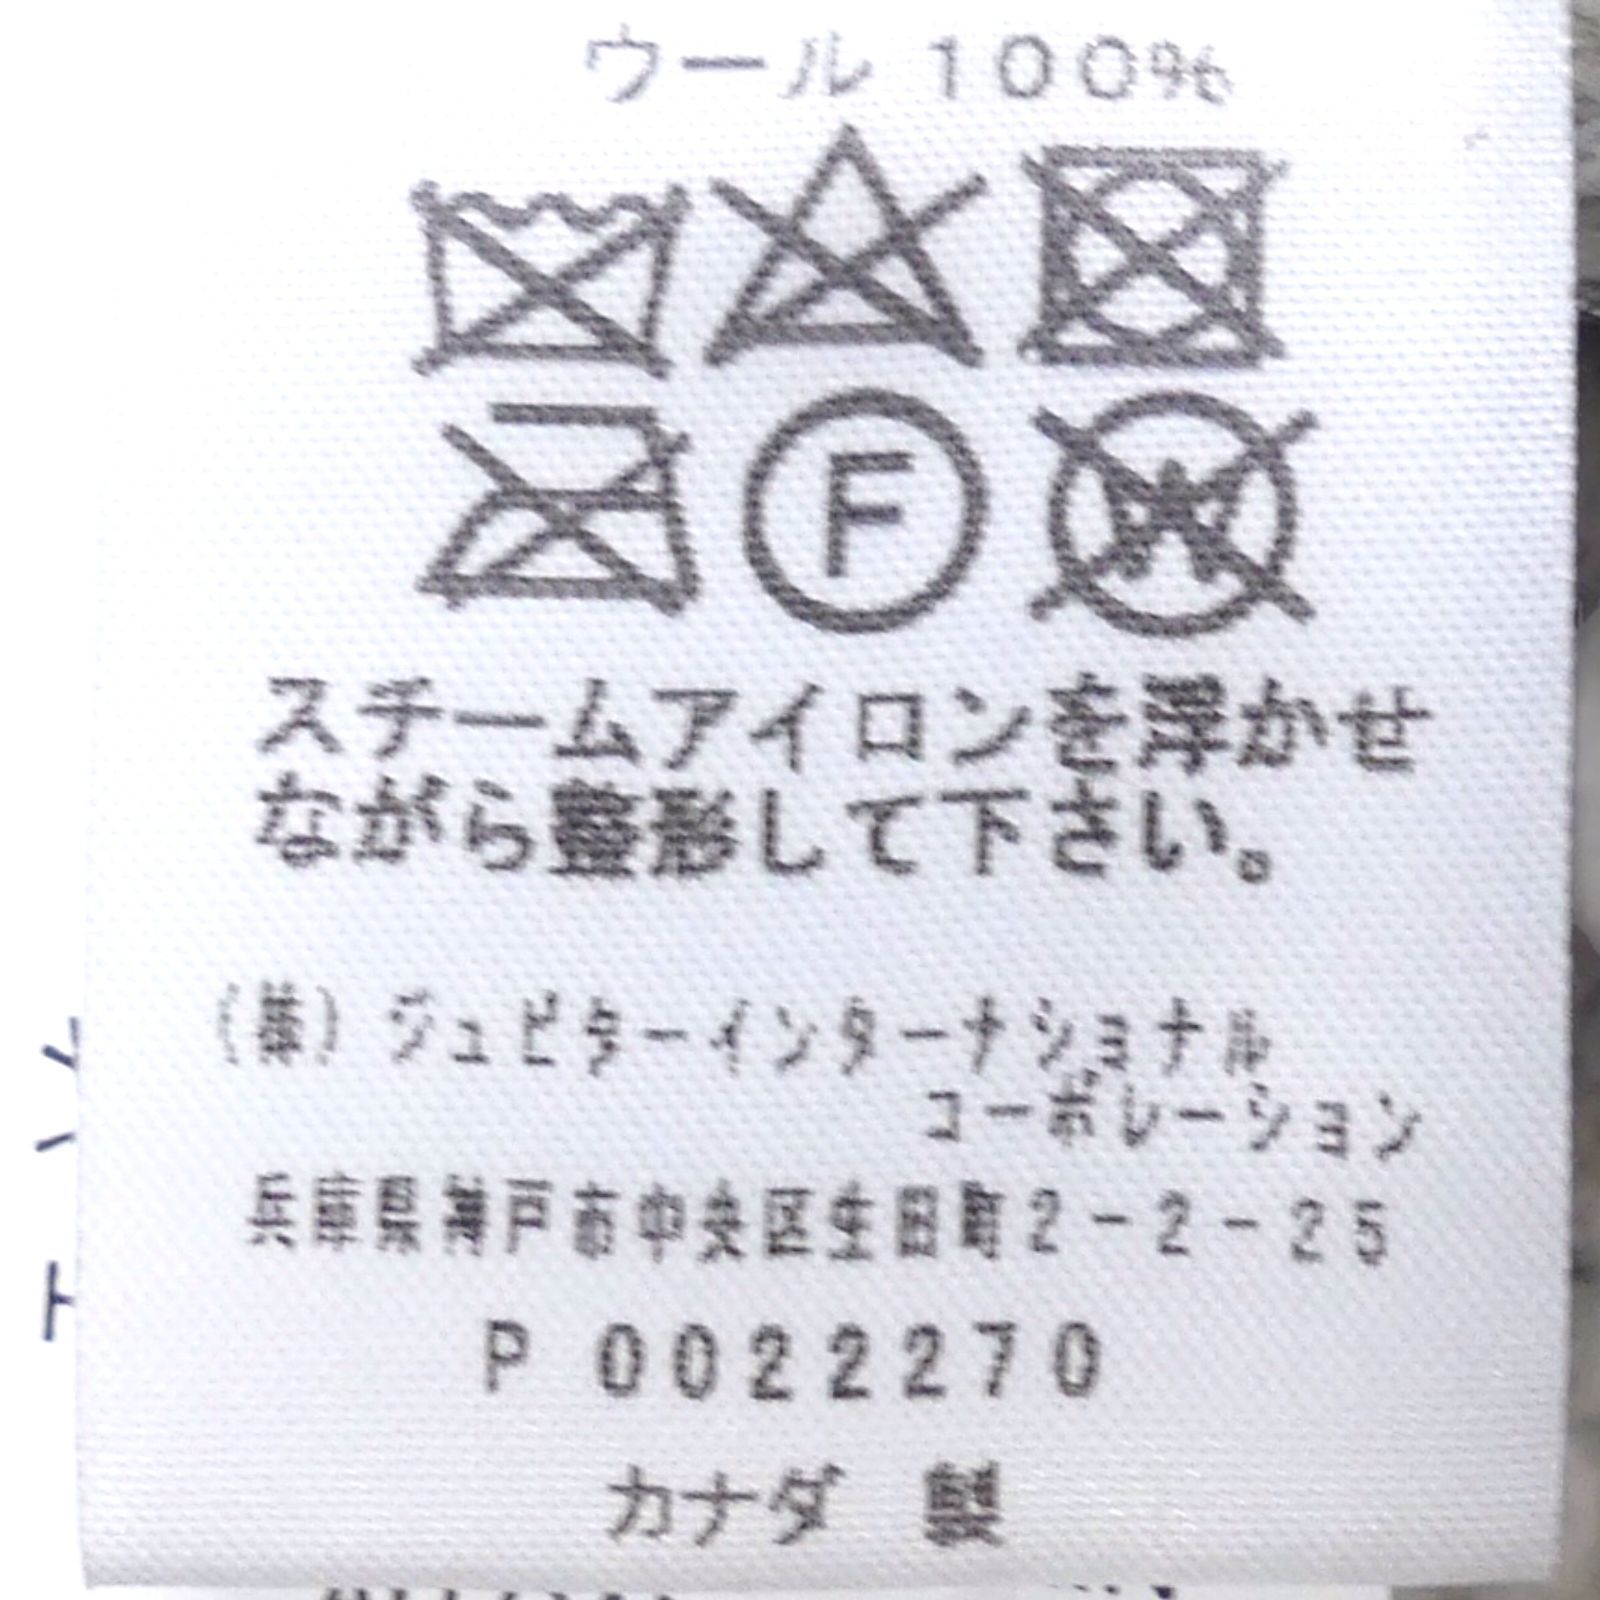 ウール 100%
F
W
スチームアイロンを浮かせ
ながら整形して下さい。
(株) ジュピターインターナショナル
コーポレーション
兵庫県神戸市中央区生田町2-2-25
P 0022270
カナダ 製